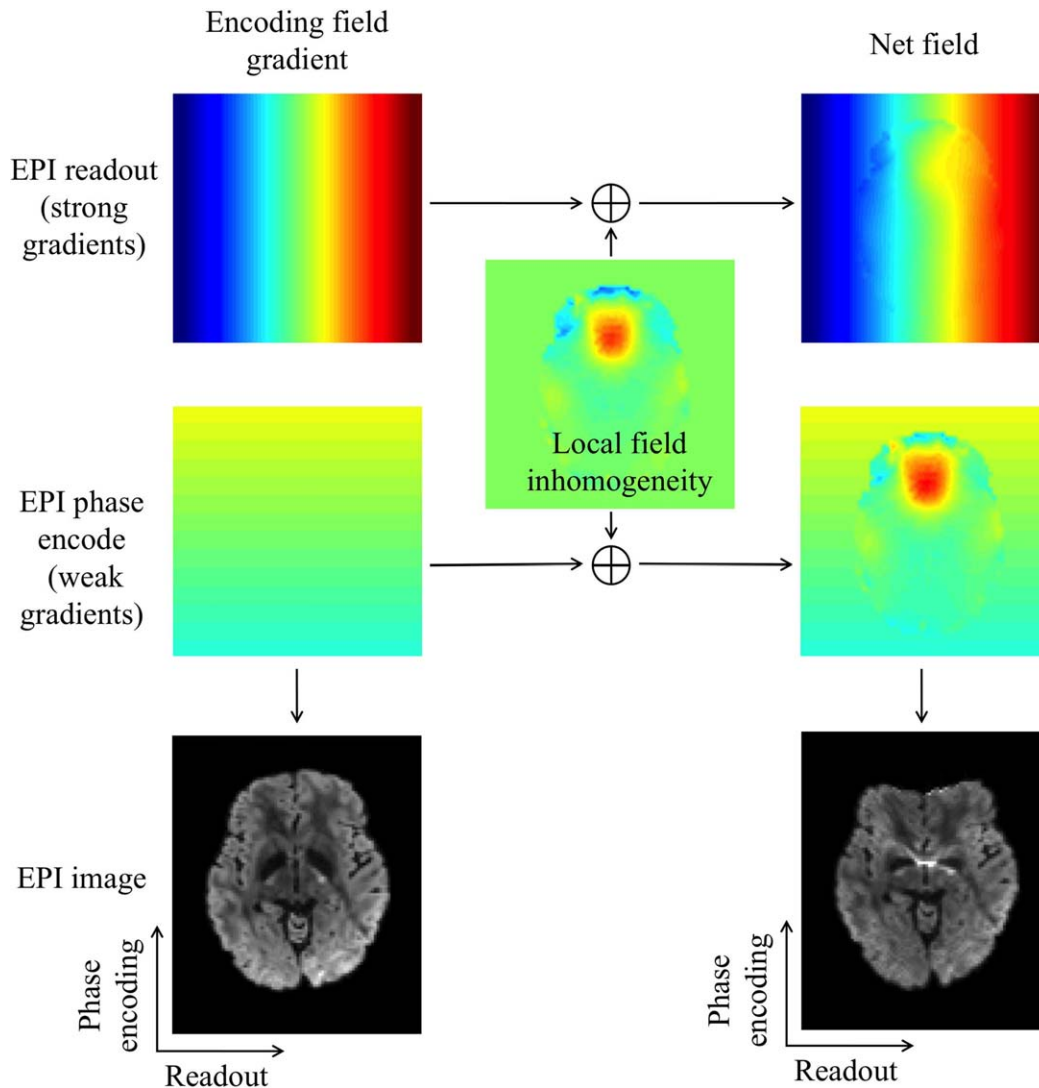 Encoding field
gradient
Net field
EPI readout
(strong
gradients)
Local field
inhomogeneity
EPI phase
encode
(weak
gradients)
EPI image
Phase
encoding
Readout
Phase
encoding
Readout